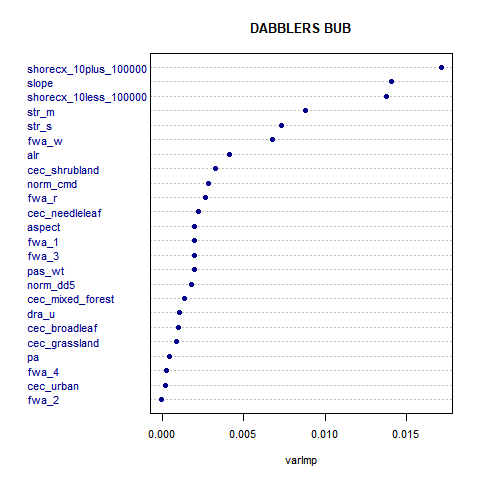 DABBLERS BUB
shorecx_10plus_100000
slope
shorecx_10less_100000
str_m
str_s
fwa_w
alr
cec_shrubland
norm_cmd
fwa_r
cec_needleleaf
aspect
fwa_1
fwa_3
pas_wt
norm_dd5
cec_mixed_forest
dra_u
cec_broadleaf
cec_grassland
pa
fwa_4
cec_urban
fwa_2
0.000 0.005 0.010 0.015
varImp